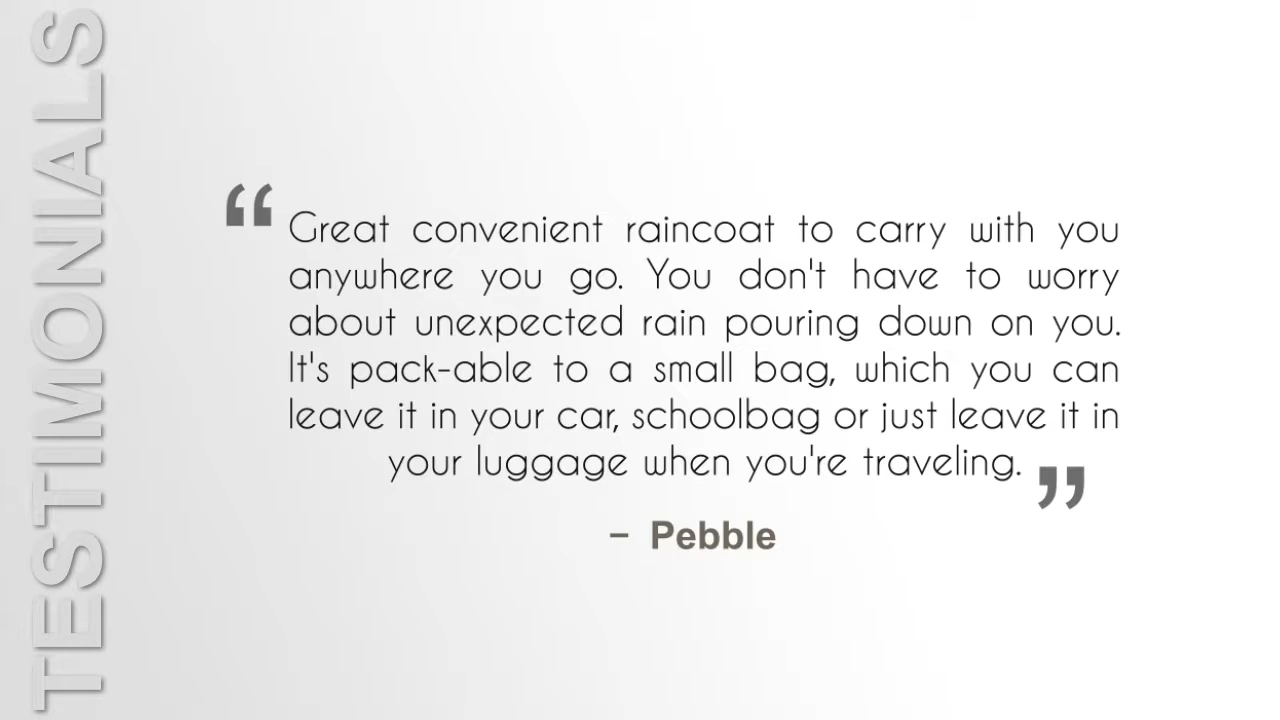 TESTIMONIALS
“ Great convenient raincoat to carry with you
anywhere you go. You don't have to worry
about unexpected rain pouring down on you.
It's pack-able to a small bag, which you can
leave it in your car, schoolbag or just leave it in
your luggage when you're traveling. ”
– Pebble